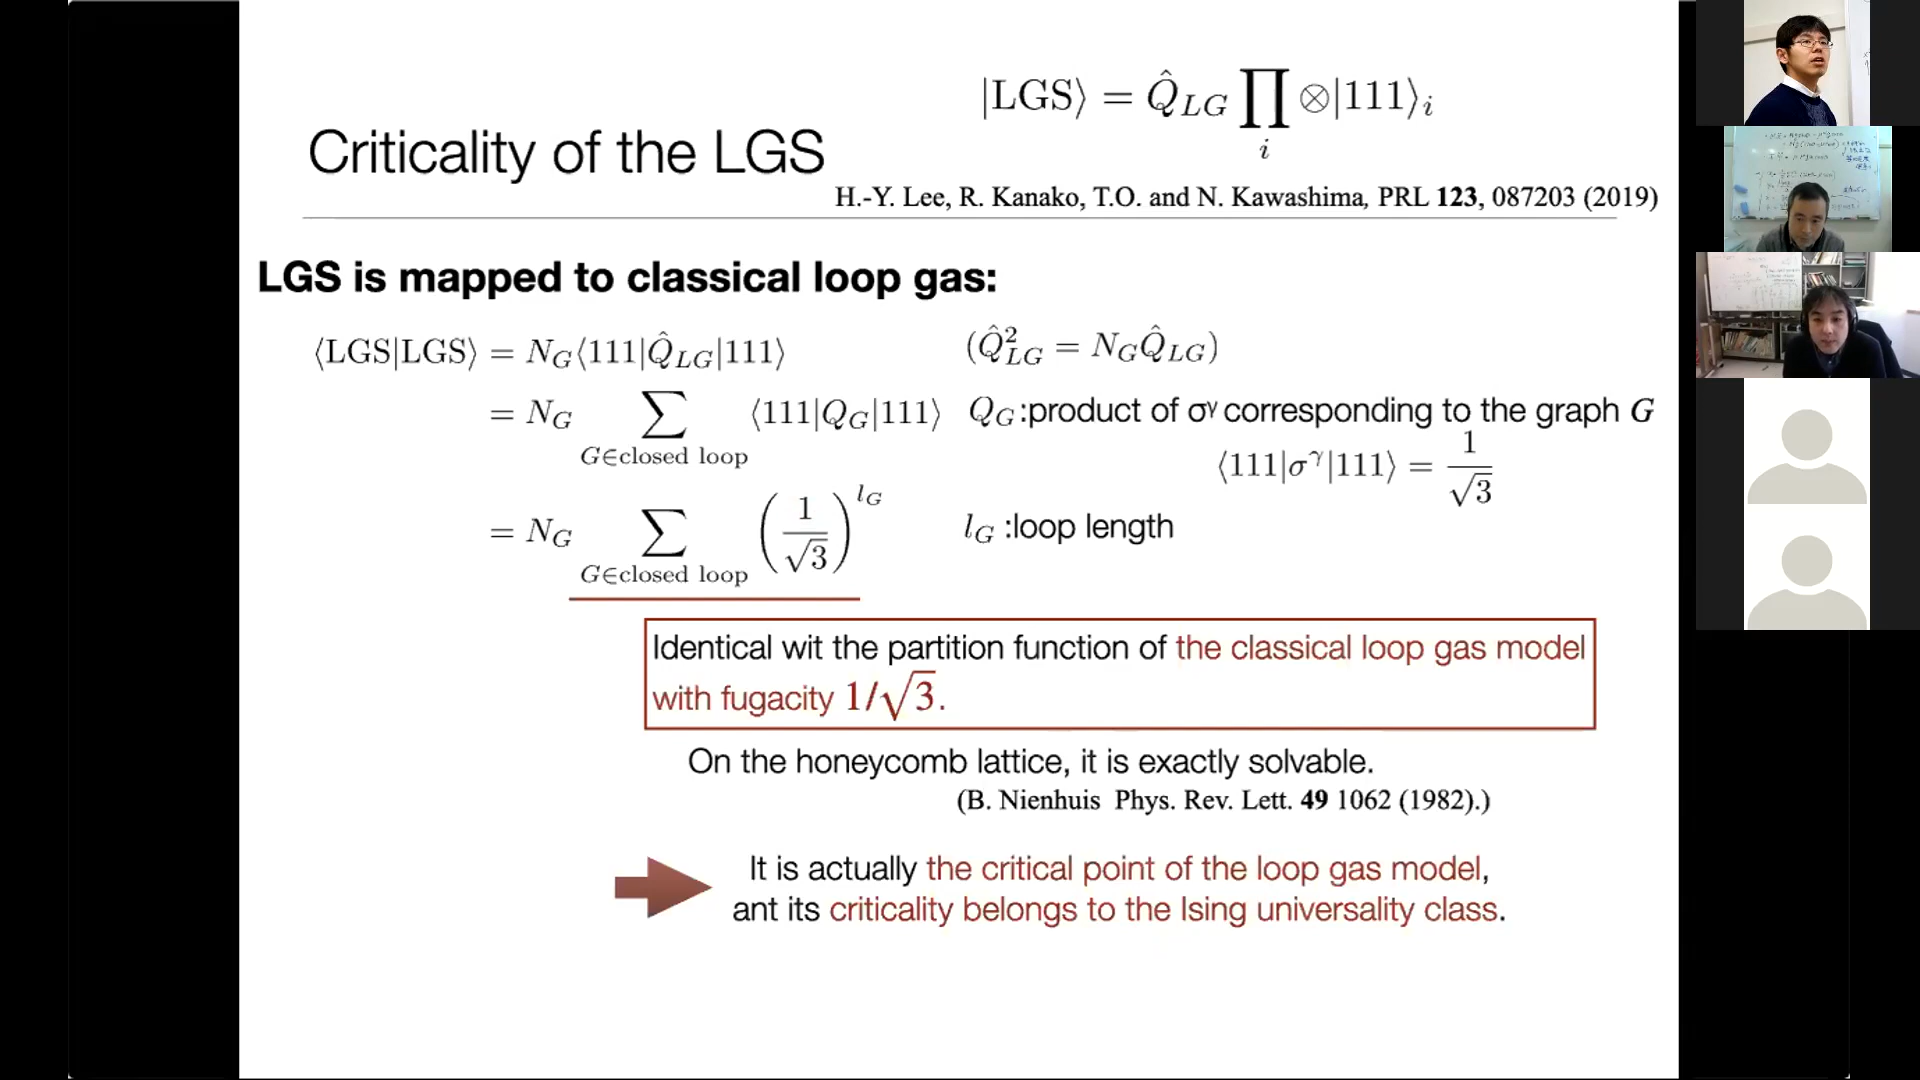 |LGS⟩ = Q̂_LG ∏_i ⊗|111⟩_i
Criticality of the LGS
H.-Y. Lee, R. Kanako, T.O. and N. Kawashima, PRL 123, 087203 (2019)
LGS is mapped to classical loop gas:
⟨LGS|LGS⟩ = N_G⟨111|Q̂_LG|111⟩ (Q̂²_LG = N_G Q̂_LG)
= N_G ∑_{G∈closed loop} ⟨111|Q_G|111⟩ Q_G :product of σ^γ corresponding to the graph G
⟨111|σ^γ|111⟩ = 1/√3
= N_G ∑_{G∈closed loop} (1/√3)^{l_G} l_G :loop length
Identical wit the partition function of the classical loop gas model
with fugacity 1/√3.
On the honeycomb lattice, it is exactly solvable.
(B. Nienhuis Phys. Rev. Lett. 49 1062 (1982).)
It is actually the critical point of the loop gas model,
ant its criticality belongs to the Ising universality class.